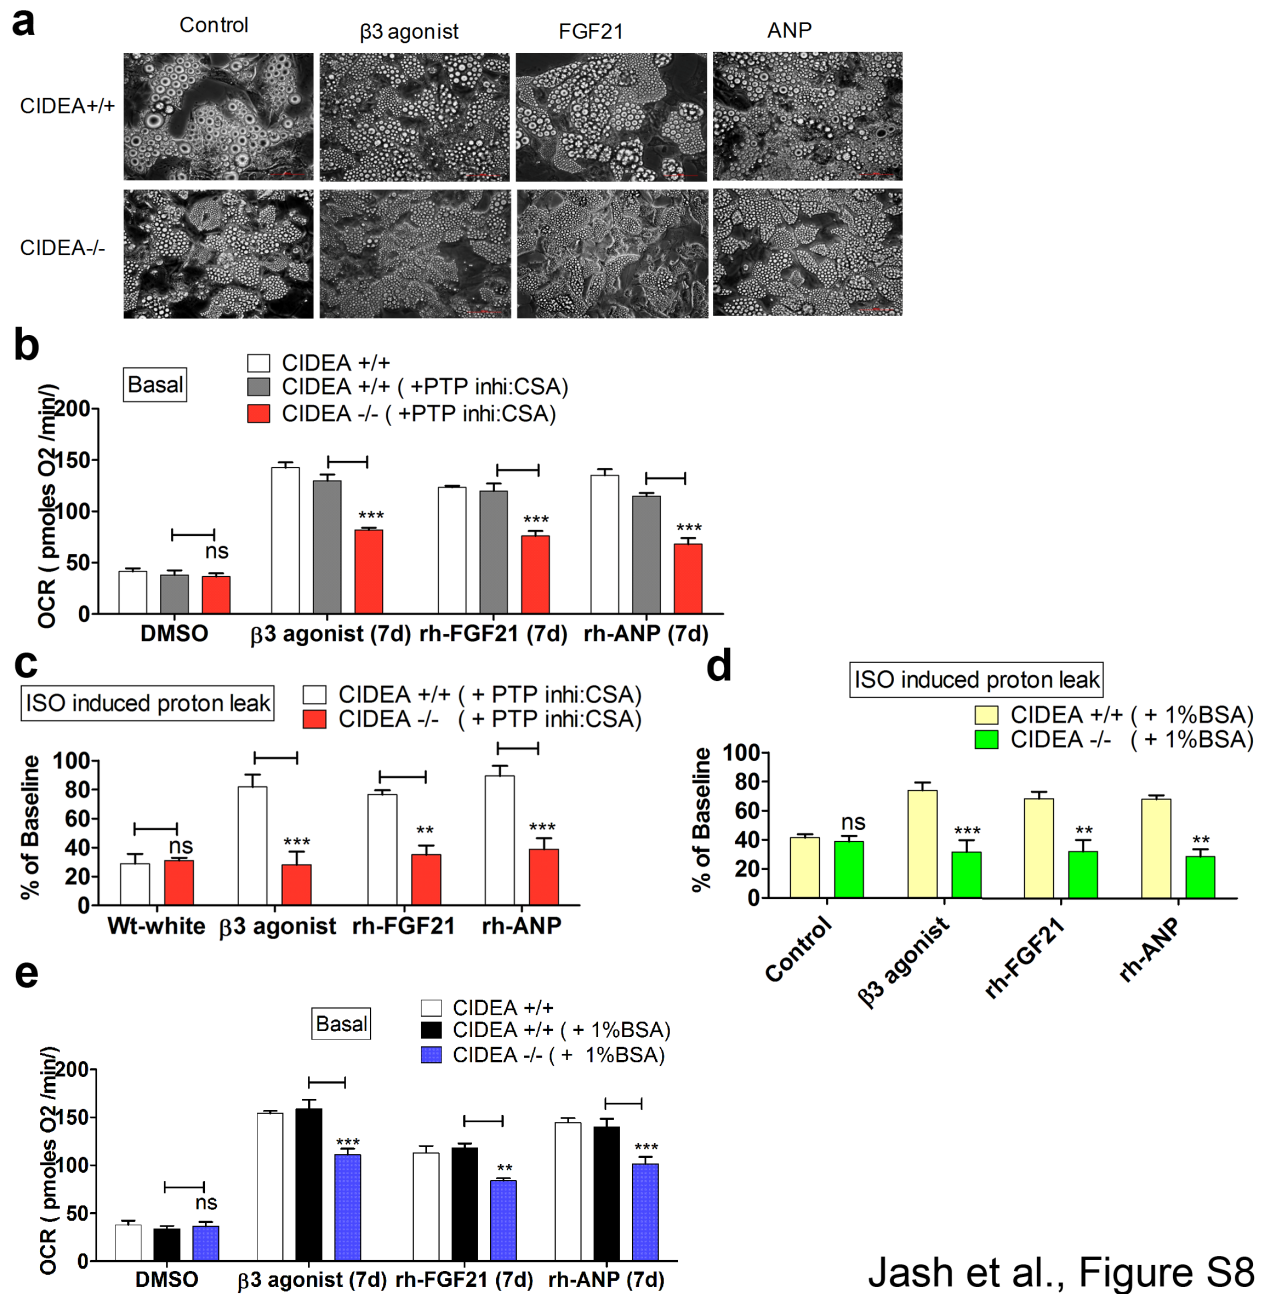 a
Control
β3 agonist
FGF21
ANP
CIDEA+/+
CIDEA-/-
b
Basal
CIDEA +/+
CIDEA +/+ ( +PTP inhi:CSA)
CIDEA -/- ( +PTP inhi:CSA)
OCR ( pmoles O2 /min/)
200
150
100
50
0
ns
***
***
***
DMSO
β3 agonist (7d)
rh-FGF21 (7d)
rh-ANP (7d)
c
ISO induced proton leak
CIDEA +/+ ( + PTP inhi:CSA)
CIDEA -/- ( + PTP inhi:CSA)
% of Baseline
100
80
60
40
20
0
ns
***
**
***
Wt-white
β3 agonist
rh-FGF21
rh-ANP
d
ISO induced proton leak
CIDEA +/+ ( + 1%BSA)
CIDEA -/- ( + 1%BSA)
% of Baseline
100
80
60
40
20
0
ns
***
**
**
Control
β3 agonist
rh-FGF21
rh-ANP
e
Basal
CIDEA +/+
CIDEA +/+ ( + 1%BSA)
CIDEA -/- ( + 1%BSA)
OCR ( pmoles O2 /min/)
200
150
100
50
0
ns
***
**
***
DMSO
β3 agonist (7d)
rh-FGF21 (7d)
rh-ANP (7d)
Jash et al., Figure S8